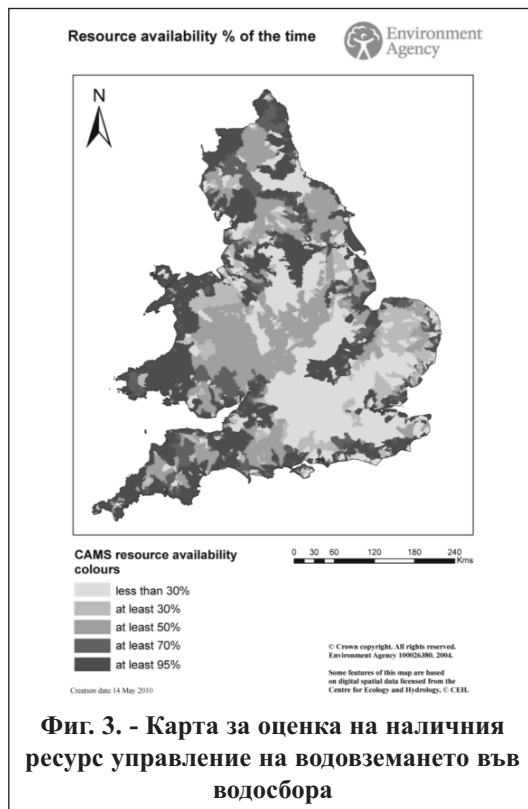 Resource availability % of the time
Environment
Agency
N
CAMS resource availability
colours
less than 30%
at least 30%
at least 50%
at least 70%
at least 95%
0 15 30 60 120 180 240
Kms
© Crown copyright. All rights reserved.
Environment Agency 100026380. 2004.
Some features of this map are based
on digital spatial data licensed from the
Centre for Ecology and Hydrology, © CEH.
Creation date 14 May 2010
Фиг. 3. - Карта за оценка на наличния
ресурс управление на водовземането във
водосбора